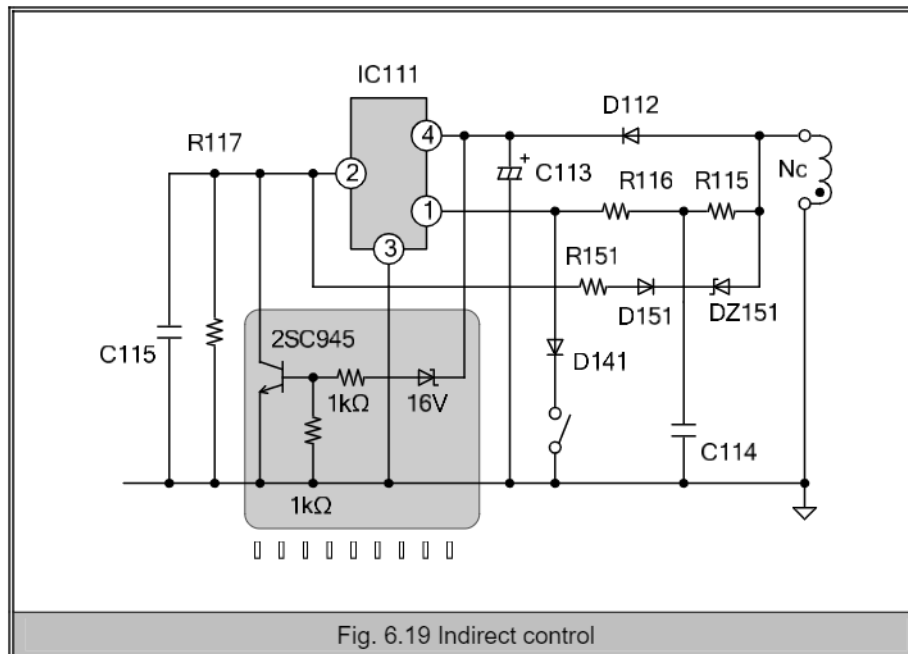 IC111
D112
R117
4
2
C113
+
R116
R115
Nc
1
3
R151
D151
DZ151
2SC945
C115
D141
1kΩ
16V
C114
1kΩ
Fig. 6.19 Indirect control